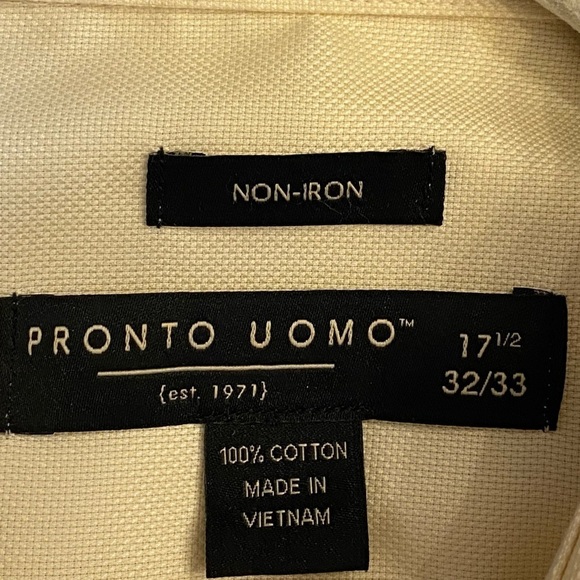 NON-IRON
PRONTO UOMO™
{est. 1971}
17 1/2
32/33
100% COTTON
MADE IN
VIETNAM